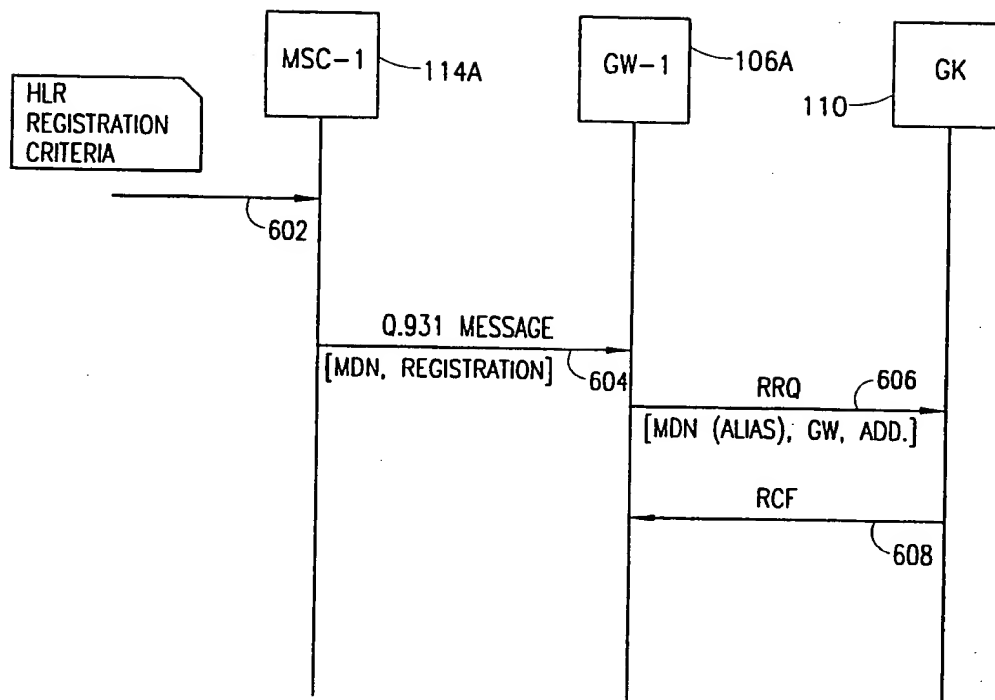 MSC-1
114A
GW-1
106A
GK
110
HLR
REGISTRATION
CRITERIA
602
Q.931 MESSAGE
[MDN, REGISTRATION]
604
RRQ
606
[MDN (ALIAS), GW, ADD.]
RCF
608